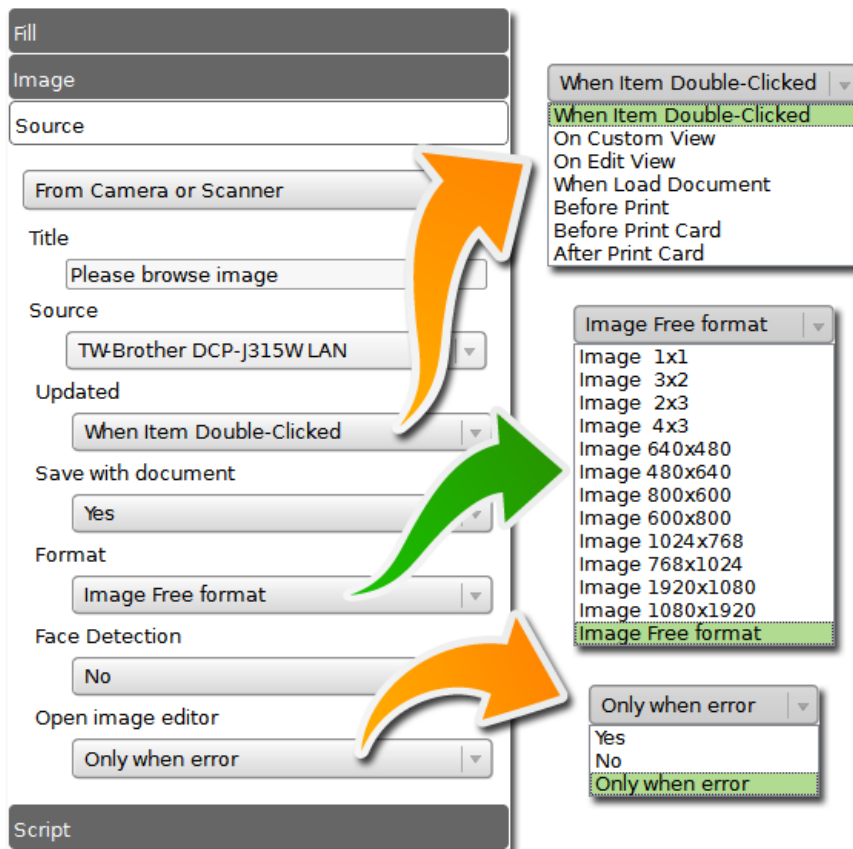 Fill
Image
Source
From Camera or Scanner
Title
Please browse image
Source
TW-Brother DCP-J315W LAN
Updated
When Item Double-Clicked
Save with document
Yes
Format
Image Free format
Face Detection
No
Open image editor
Only when error
Script
When Item Double-Clicked
When Item Double-Clicked
On Custom View
On Edit View
When Load Document
Before Print
Before Print Card
After Print Card
Image Free format
Image 1x1
Image 3x2
Image 2x3
Image 4x3
Image 640x480
Image 480x640
Image 800x600
Image 600x800
Image 1024x768
Image 768x1024
Image 1920x1080
Image 1080x1920
Image Free format
Only when error
Yes
No
Only when error